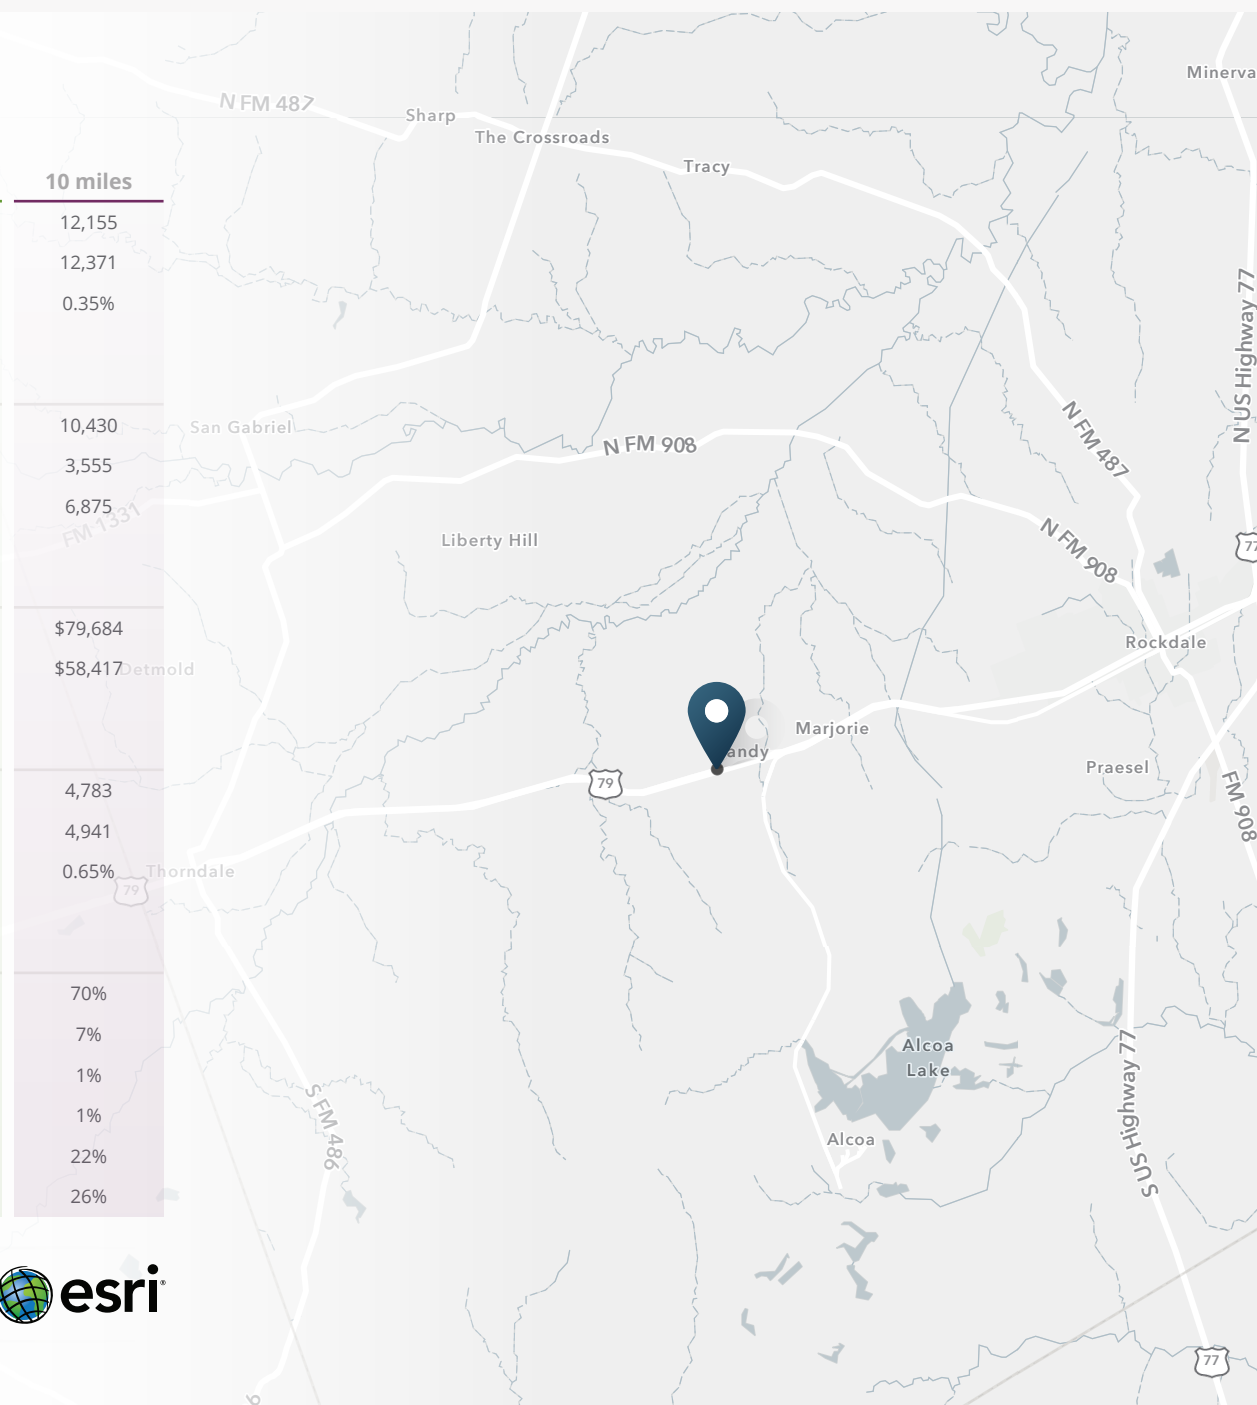 10 miles
12,155
12,371
0.35%
10,430
3,555
6,875
$79,684
$58,417
4,783
4,941
0.65%
70%
7%
1%
1%
22%
26%
esri
N FM 487
Sharp
The Crossroads
Tracy
Minerva
N US Highway 77
San Gabriel
N FM 908
N FM 487
FM 1331
Liberty Hill
N FM 908
77
Rockdale
Detmold
Marjorie
andy
Praesel
79
FM 908
Thorndale
79
Alcoa
Lake
S US Highway 77
S FM 486
Alcoa
77